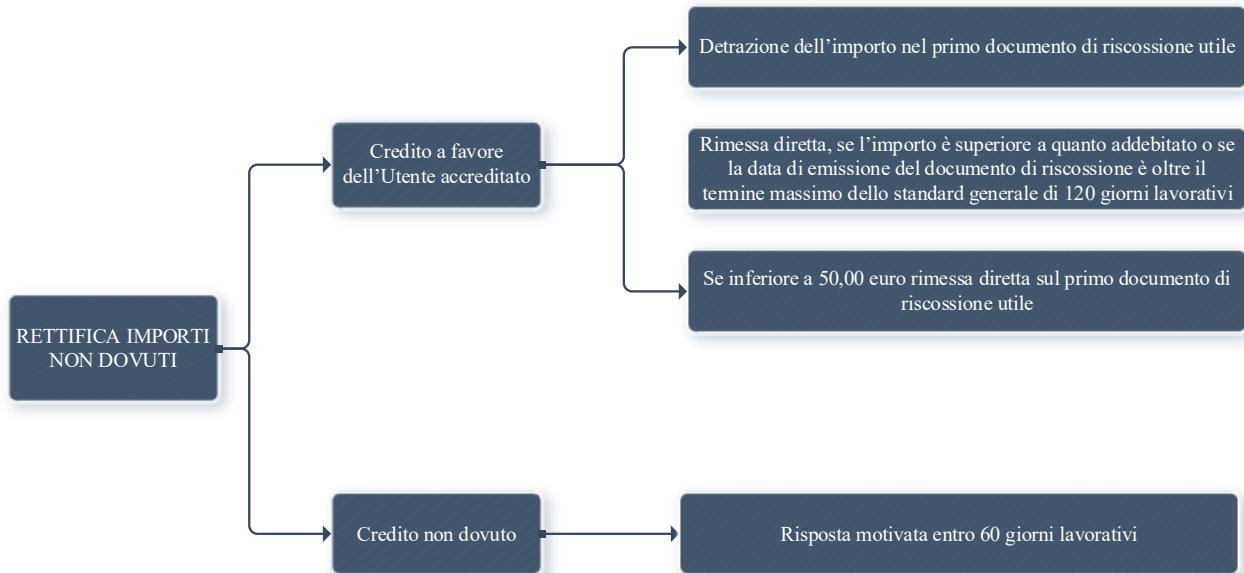 Detrazione dell’importo nel primo documento di riscossione utile
Credito a favore
dell’Utente accreditato
Rimessa diretta, se l’importo è superiore a quanto addebitato o se
la data di emissione del documento di riscossione è oltre il
termine massimo dello standard generale di 120 giorni lavorativi
Se inferiore a 50,00 euro rimessa diretta sul primo documento di
riscossione utile
RETTIFICA IMPORTI
NON DOVUTI
Credito non dovuto
Risposta motivata entro 60 giorni lavorativi